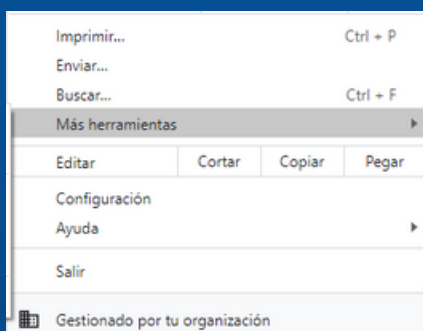 Imprimir... Ctrl + P
Enviar...
Buscar... Ctrl + F
Más herramientas
Editar Cortar Copiar Pegar
Configuración
Ayuda
Salir
Gestionado por tu organización